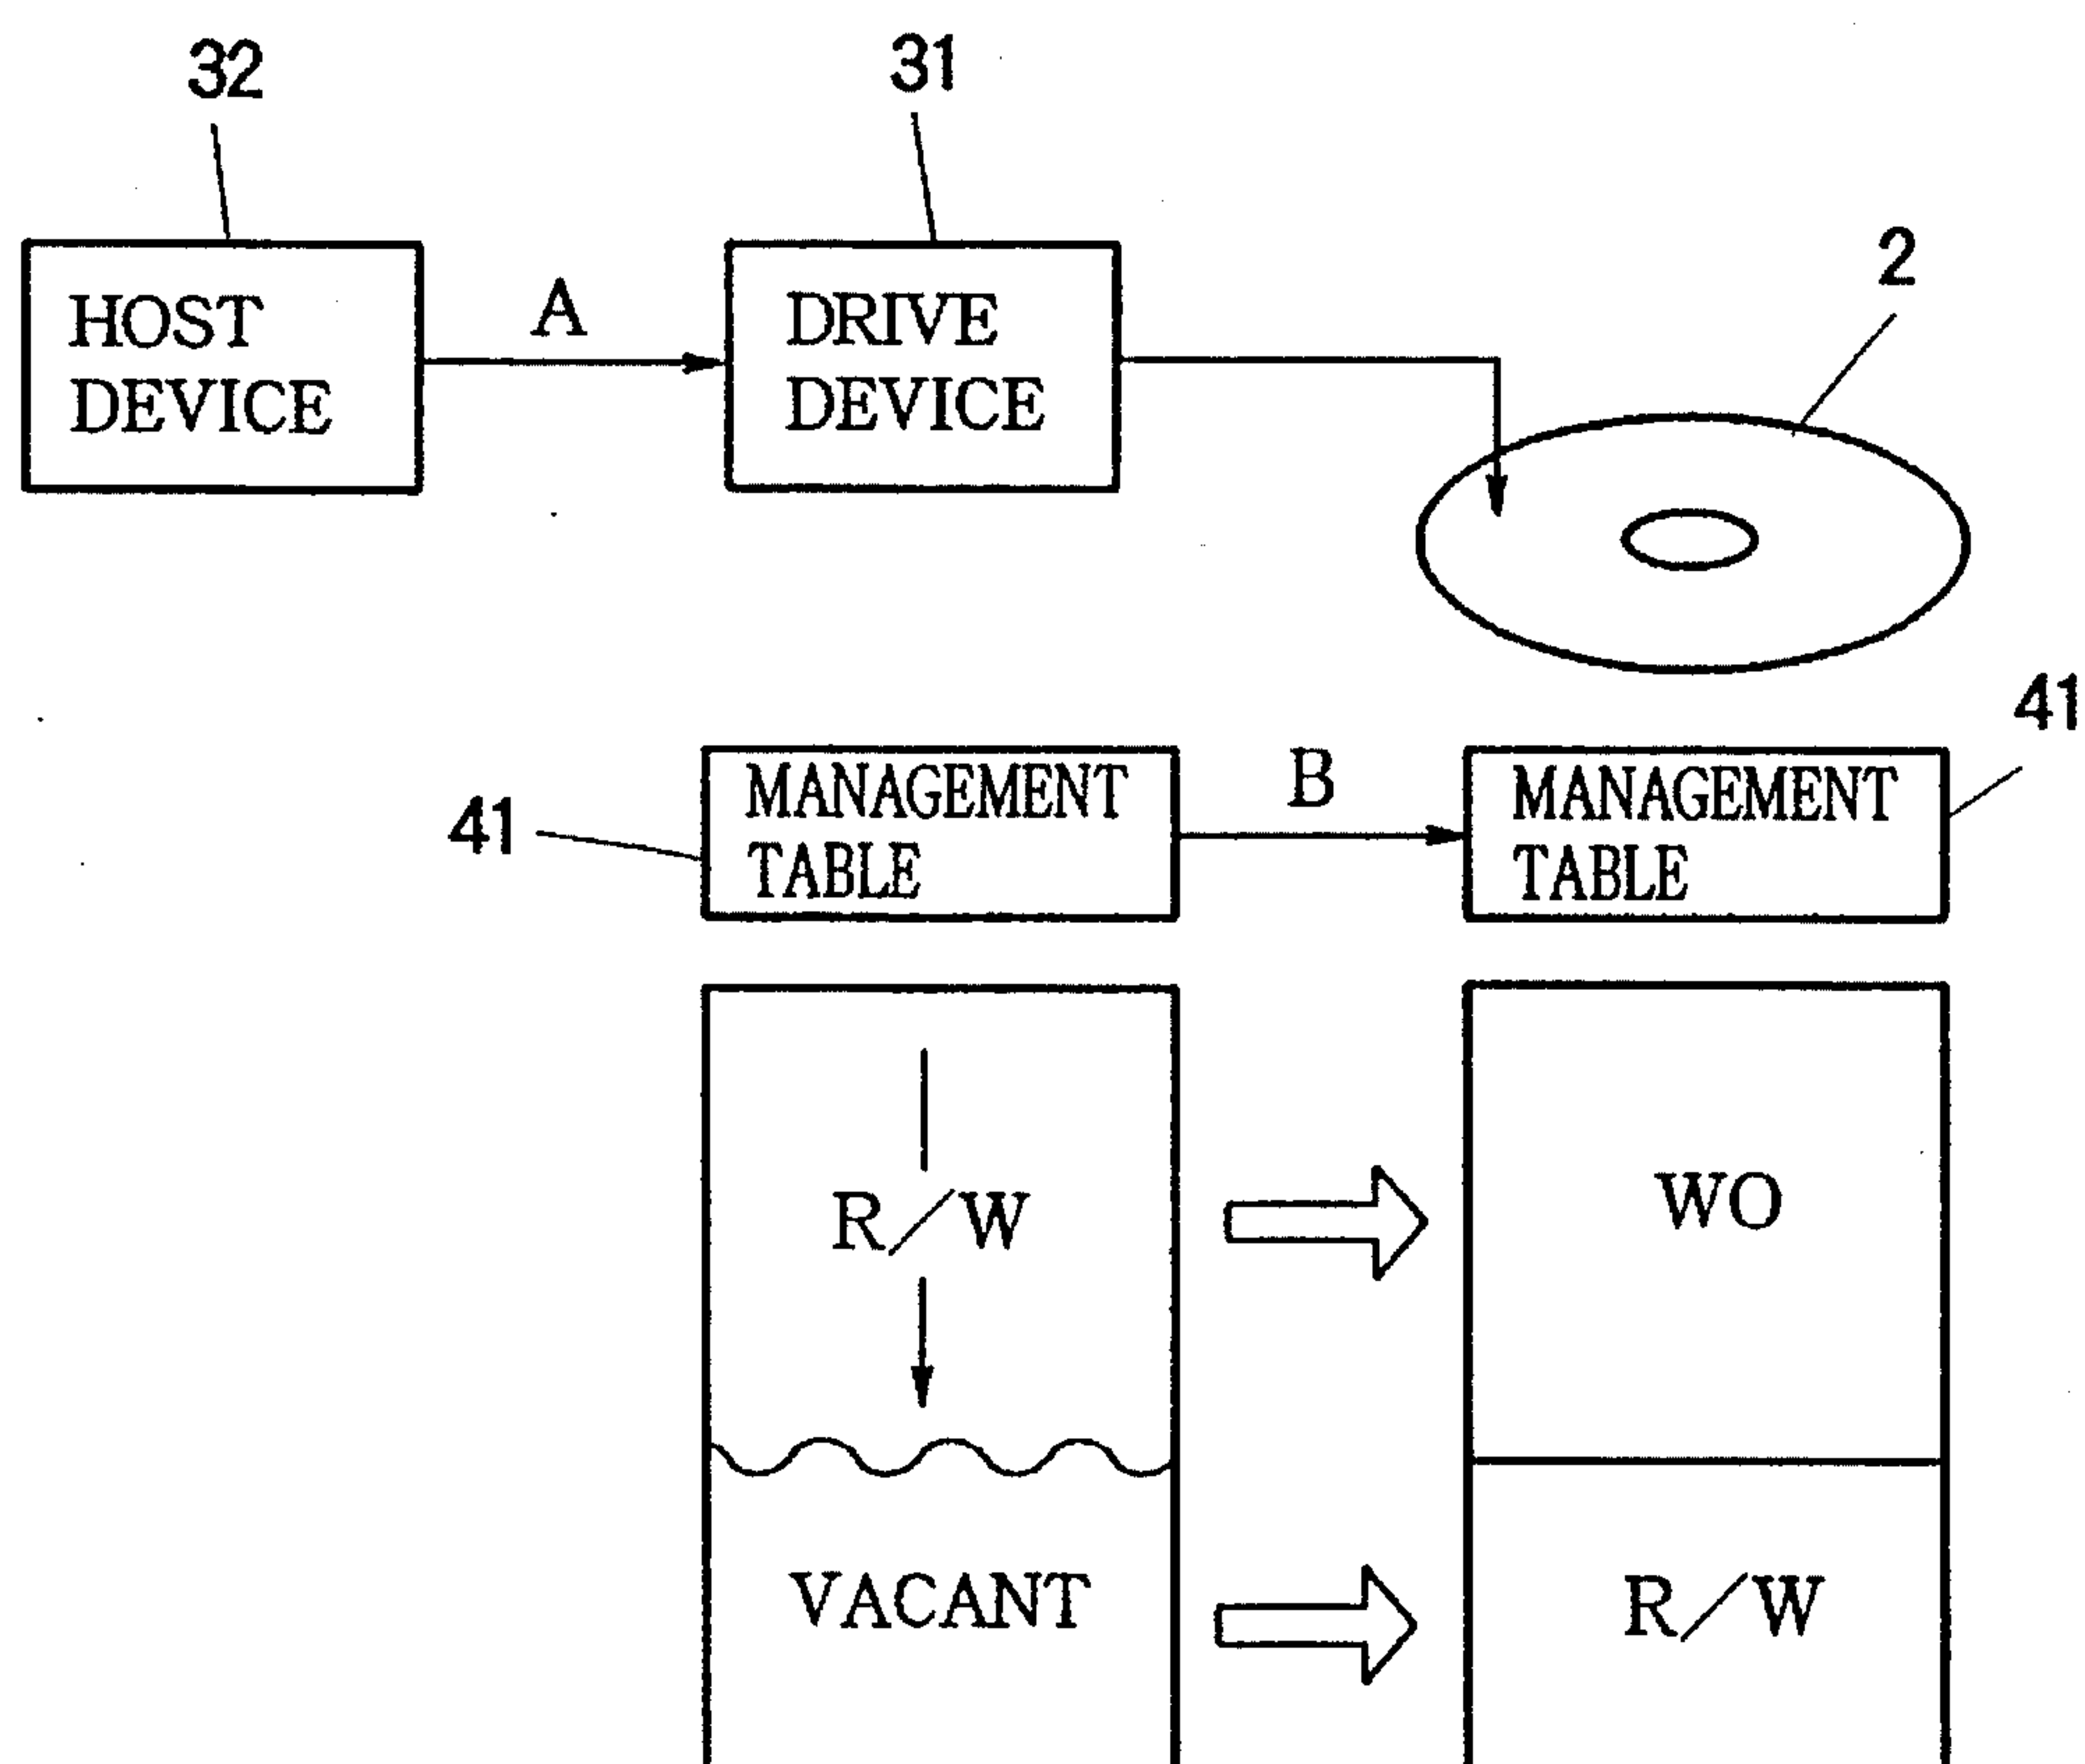 32
31
2
HOST
DEVICE
A
DRIVE
DEVICE
41
MANAGEMENT
TABLE
B
MANAGEMENT
TABLE
41
R/W
WO
VACANT
R/W